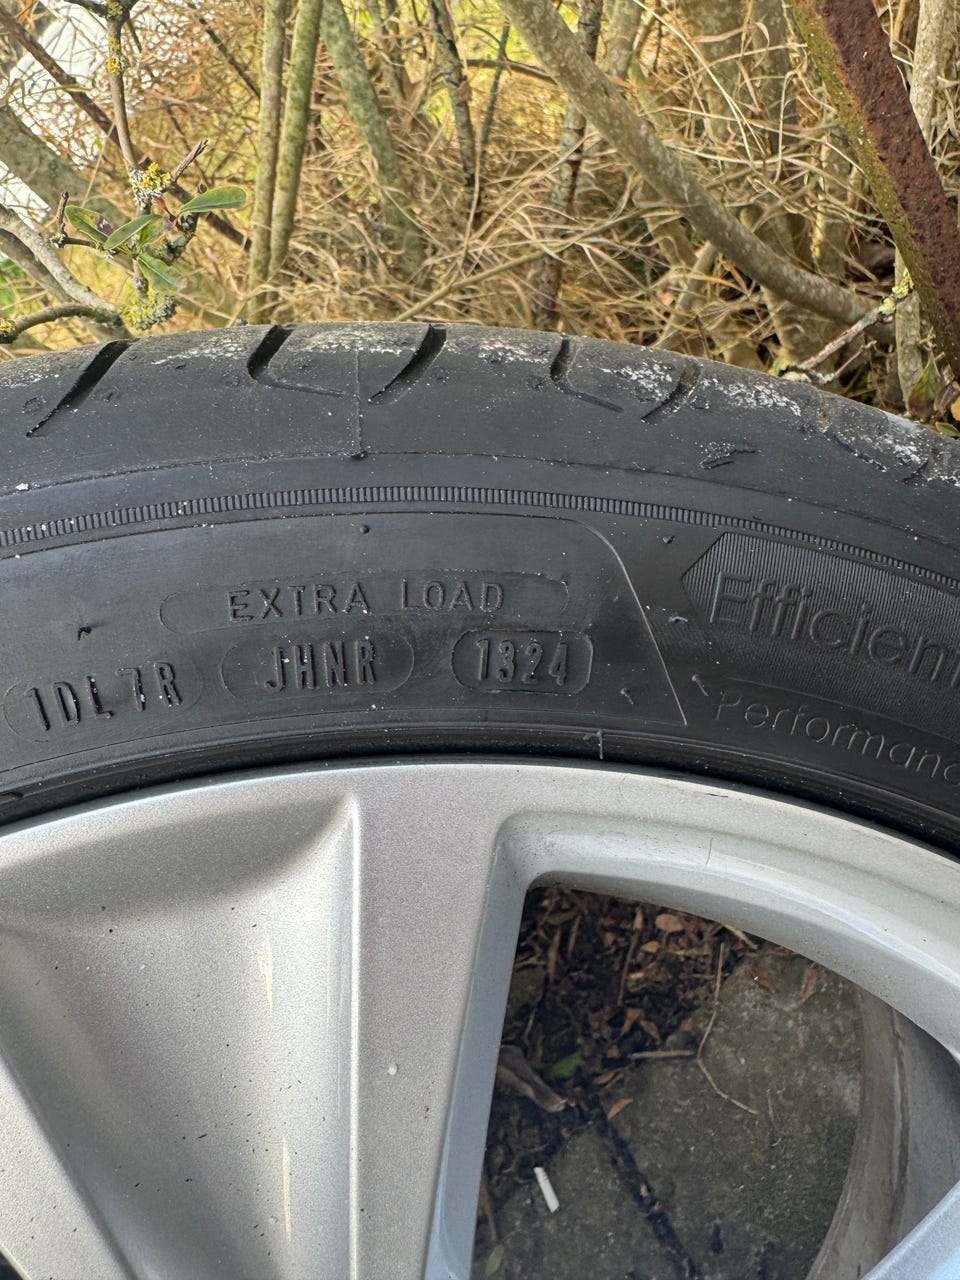 EXTRA LOAD
1DL7R JHNR 1324
Efficient
Performanc